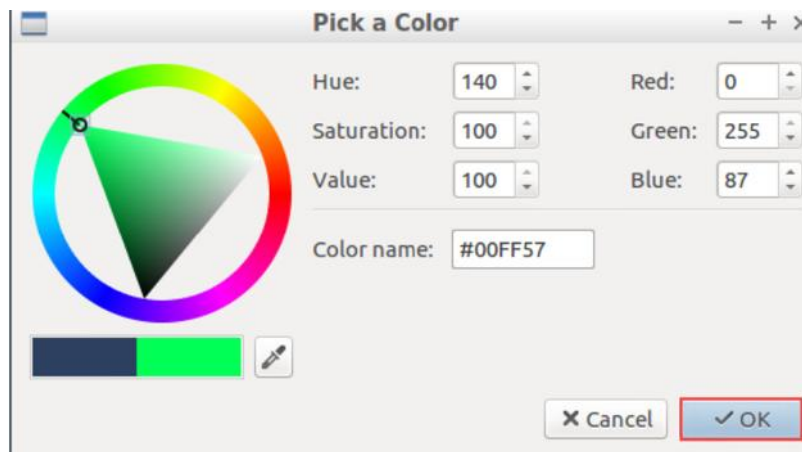 Pick a Color
Hue: 140 Red: 0
Saturation: 100 Green: 255
Value: 100 Blue: 87
Color name: #00FF57
Cancel OK